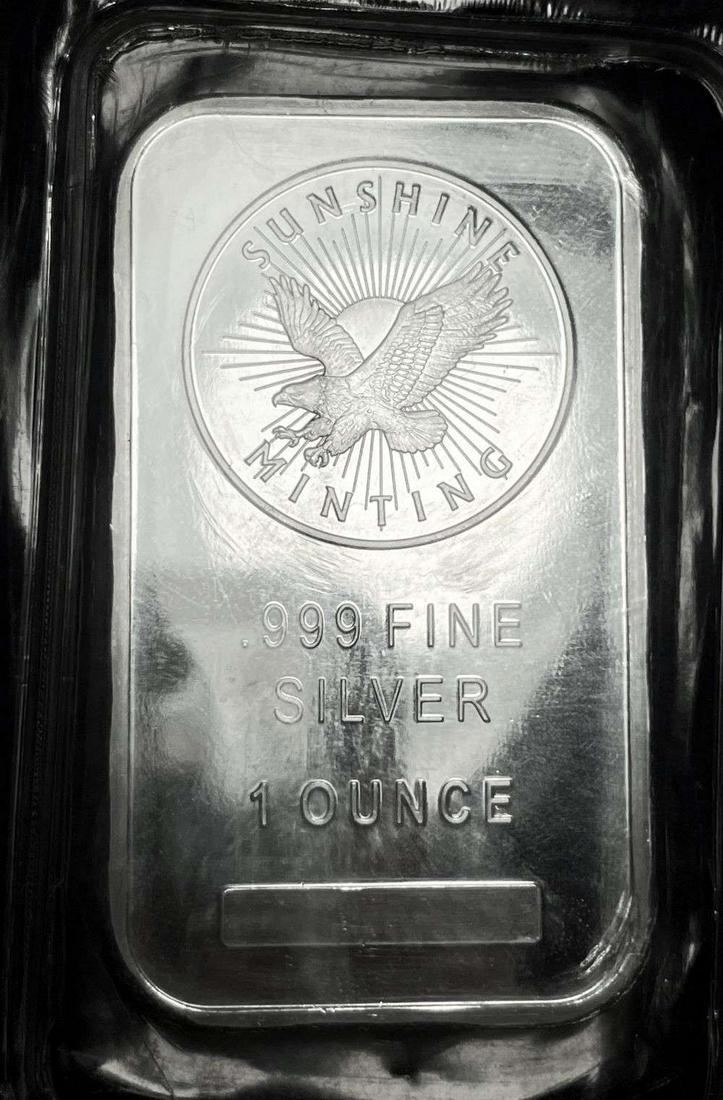 SUNSHINE
MINTING
.999 FINE
SILVER
1 OUNCE